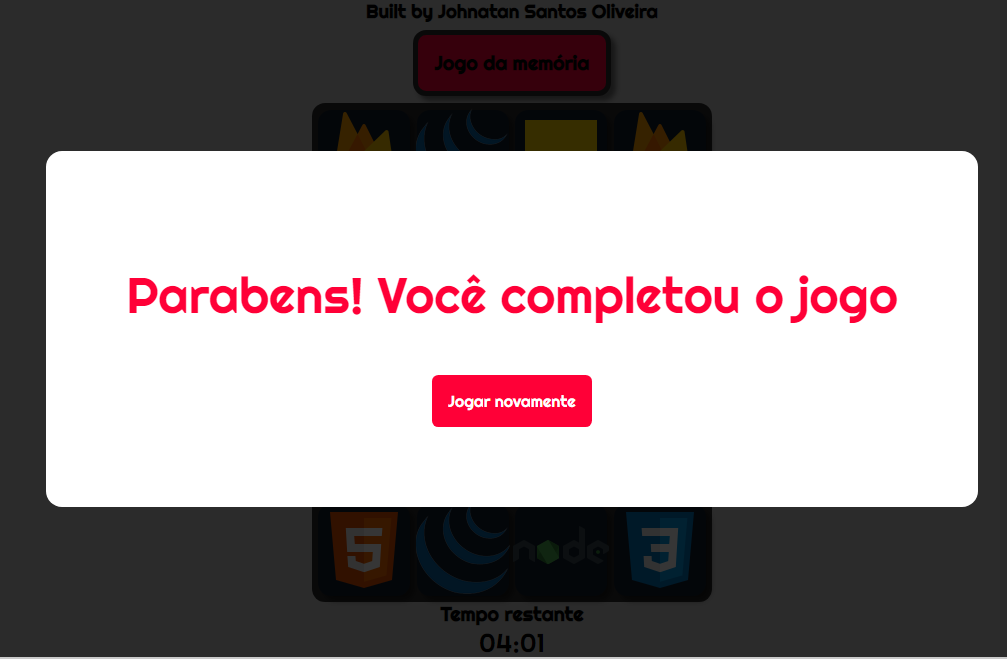 Built by Johnatan Santos Oliveira
Jogo da memória
Parabens! Você completou o jogo
Jogar novamente
5
node
3
Tempo restante
04:01